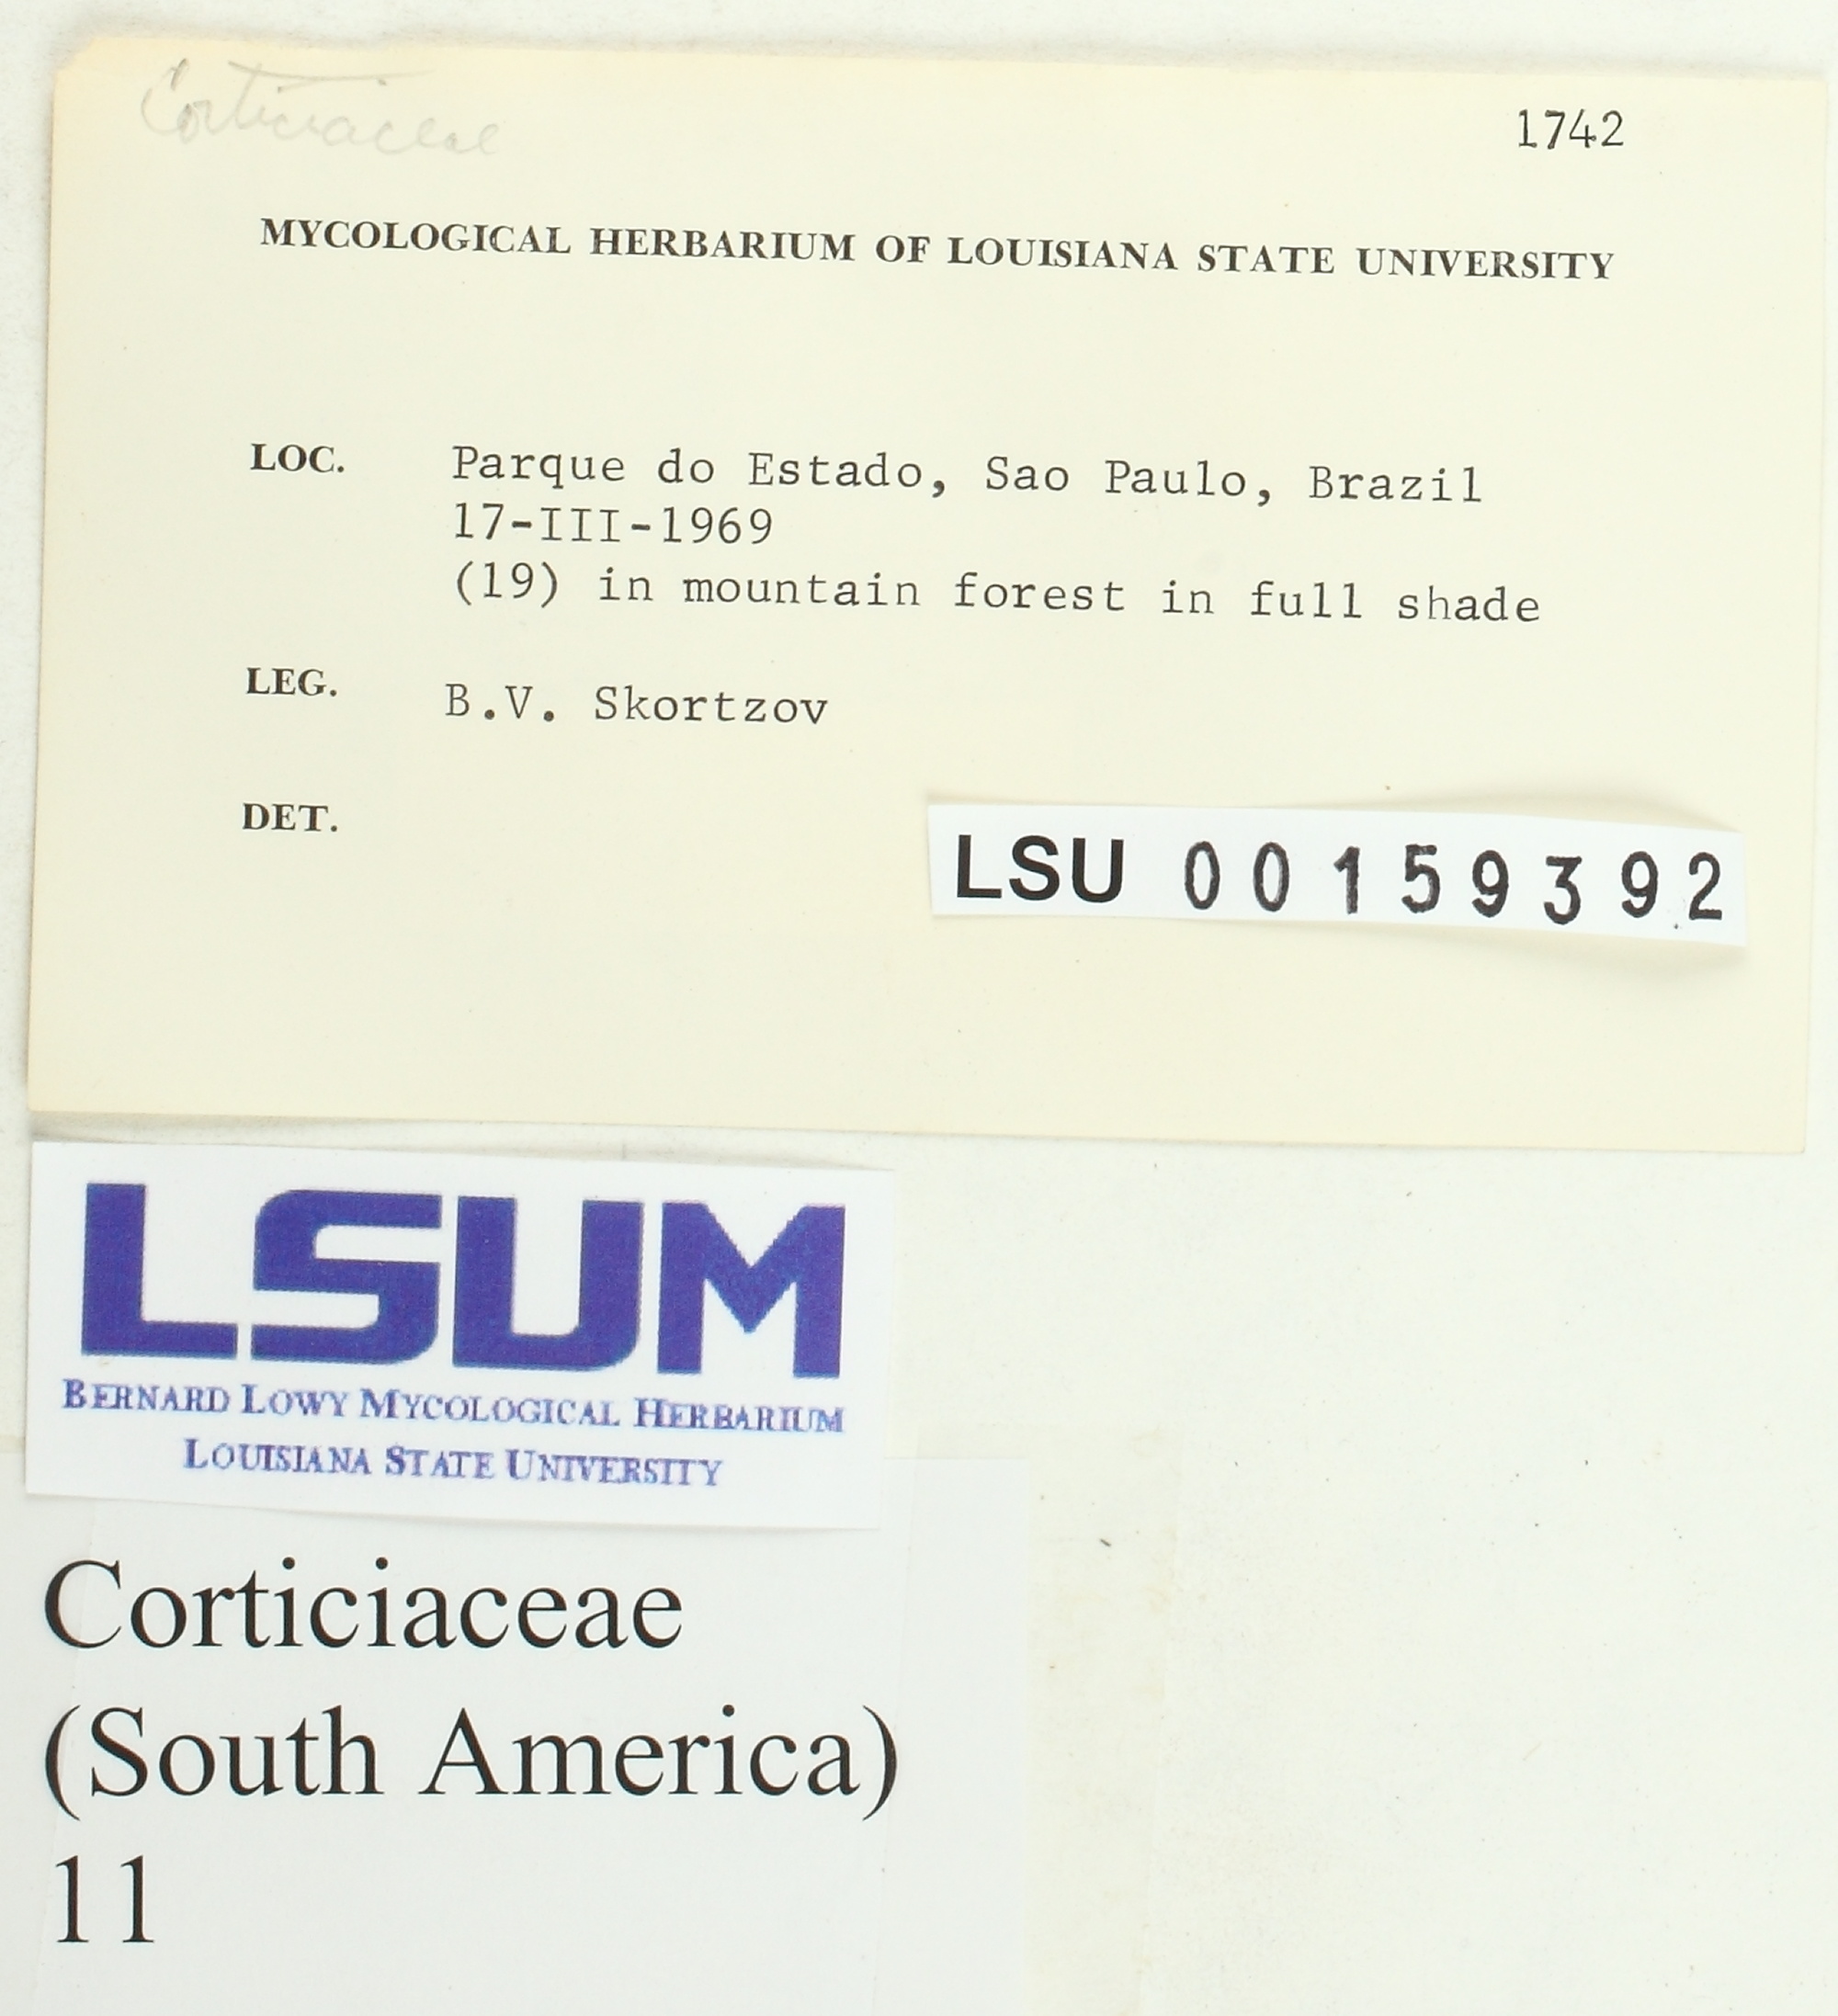 Corticiaceae
1742
MYCOLOGICAL HERBARIUM OF LOUISIANA STATE UNIVERSITY
LOC. Parque do Estado, Sao Paulo, Brazil
17-III-1969
(19) in mountain forest in full shade
LEG. B.V. Skortzov
DET.
LSU 00159392
LSUM
BERNARD LOWY MYCOLOGICAL HERBARIUM
LOUISIANA STATE UNIVERSITY
Corticiaceae
(South America)
11